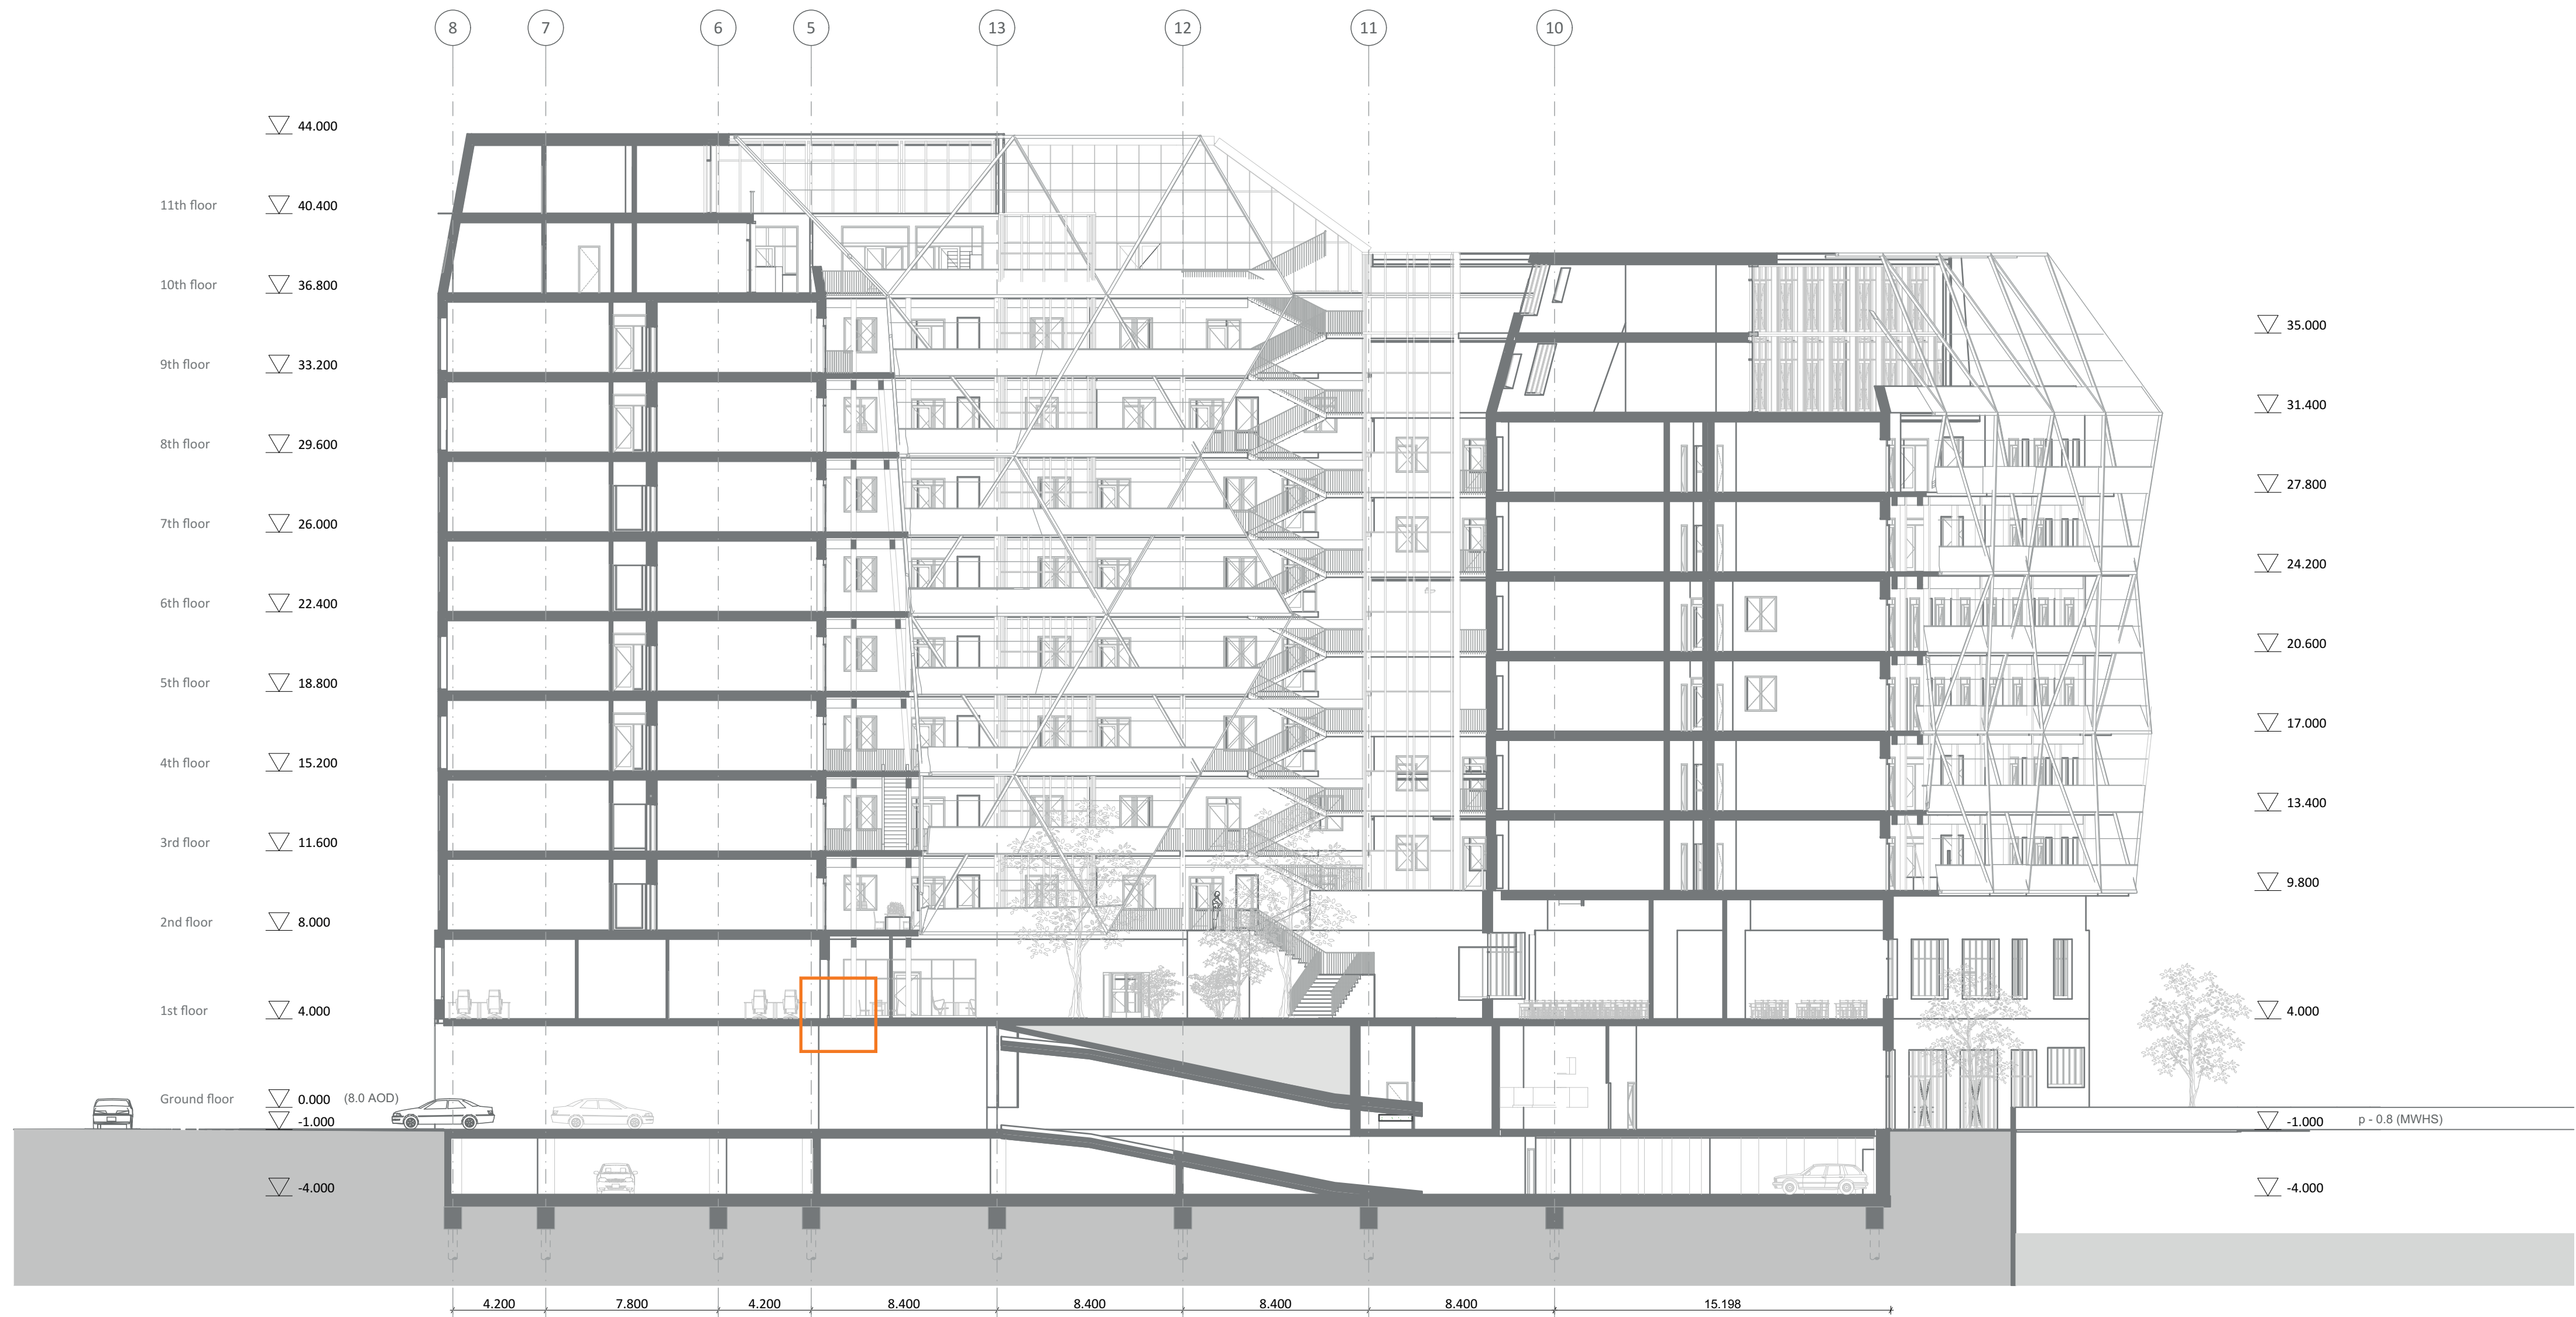 8 7 6 5 13 12 11 10
44.000
11th floor 40.400
10th floor 36.800
35.000
9th floor 33.200
31.400
8th floor 29.600
27.800
7th floor 26.000
24.200
6th floor 22.400
20.600
5th floor 18.800
17.000
4th floor 15.200
13.400
3rd floor 11.600
9.800
2nd floor 8.000
1st floor 4.000 4.000
Ground floor 0.000 (8.0 AOD)
-1.000 -1.000 p - 0.8 (MWHS)
-4.000 -4.000
4.200 7.800 4.200 8.400 8.400 8.400 8.400 15.198